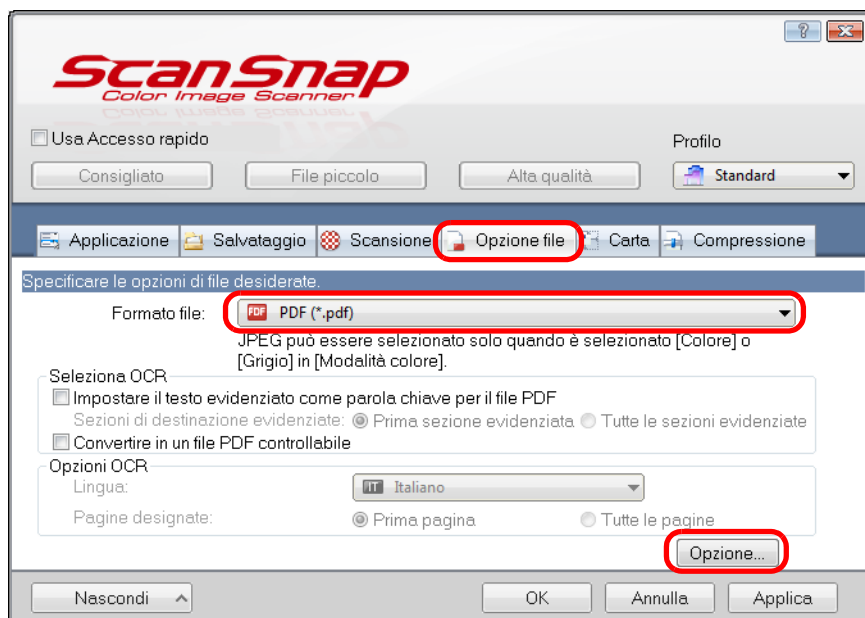 ScanSnap
Color Image Scanner
Usa Accesso rapido
Profilo
Consigliato File piccolo Alta qualità Standard
Applicazione Salvataggio Scansione Opzione file Carta Compressione
Specificare le opzioni di file desiderate.
Formato file: PDF PDF (*.pdf)
JPEG può essere selezionato solo quando è selezionato [Colore] o
[Grigio] in [Modalità colore].
Seleziona OCR
Impostare il testo evidenziato come parola chiave per il file PDF
Sezioni di destinazione evidenziate: Prima sezione evidenziata Tutte le sezioni evidenziate
Convertire in un file PDF controllabile
Opzioni OCR
Lingua: IT Italiano
Pagine designate: Prima pagina Tutte le pagine
Opzione...
Nascondi OK Annulla Applica